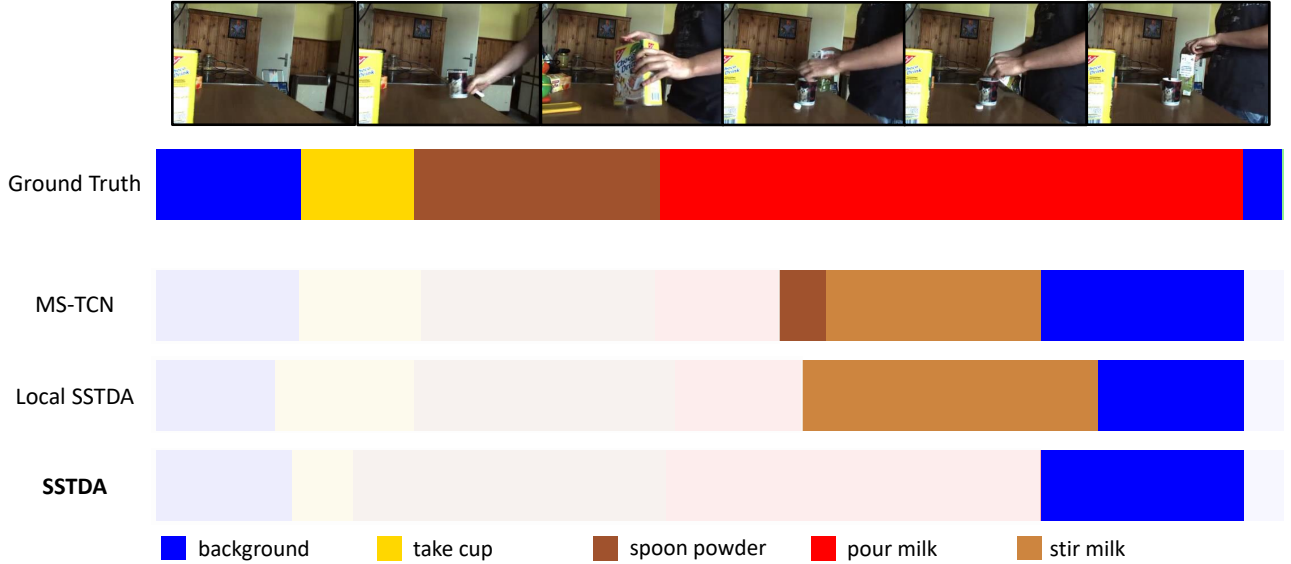 Ground Truth
MS-TCN
Local SSTDA
SSTDA
background take cup spoon powder pour milk stir milk